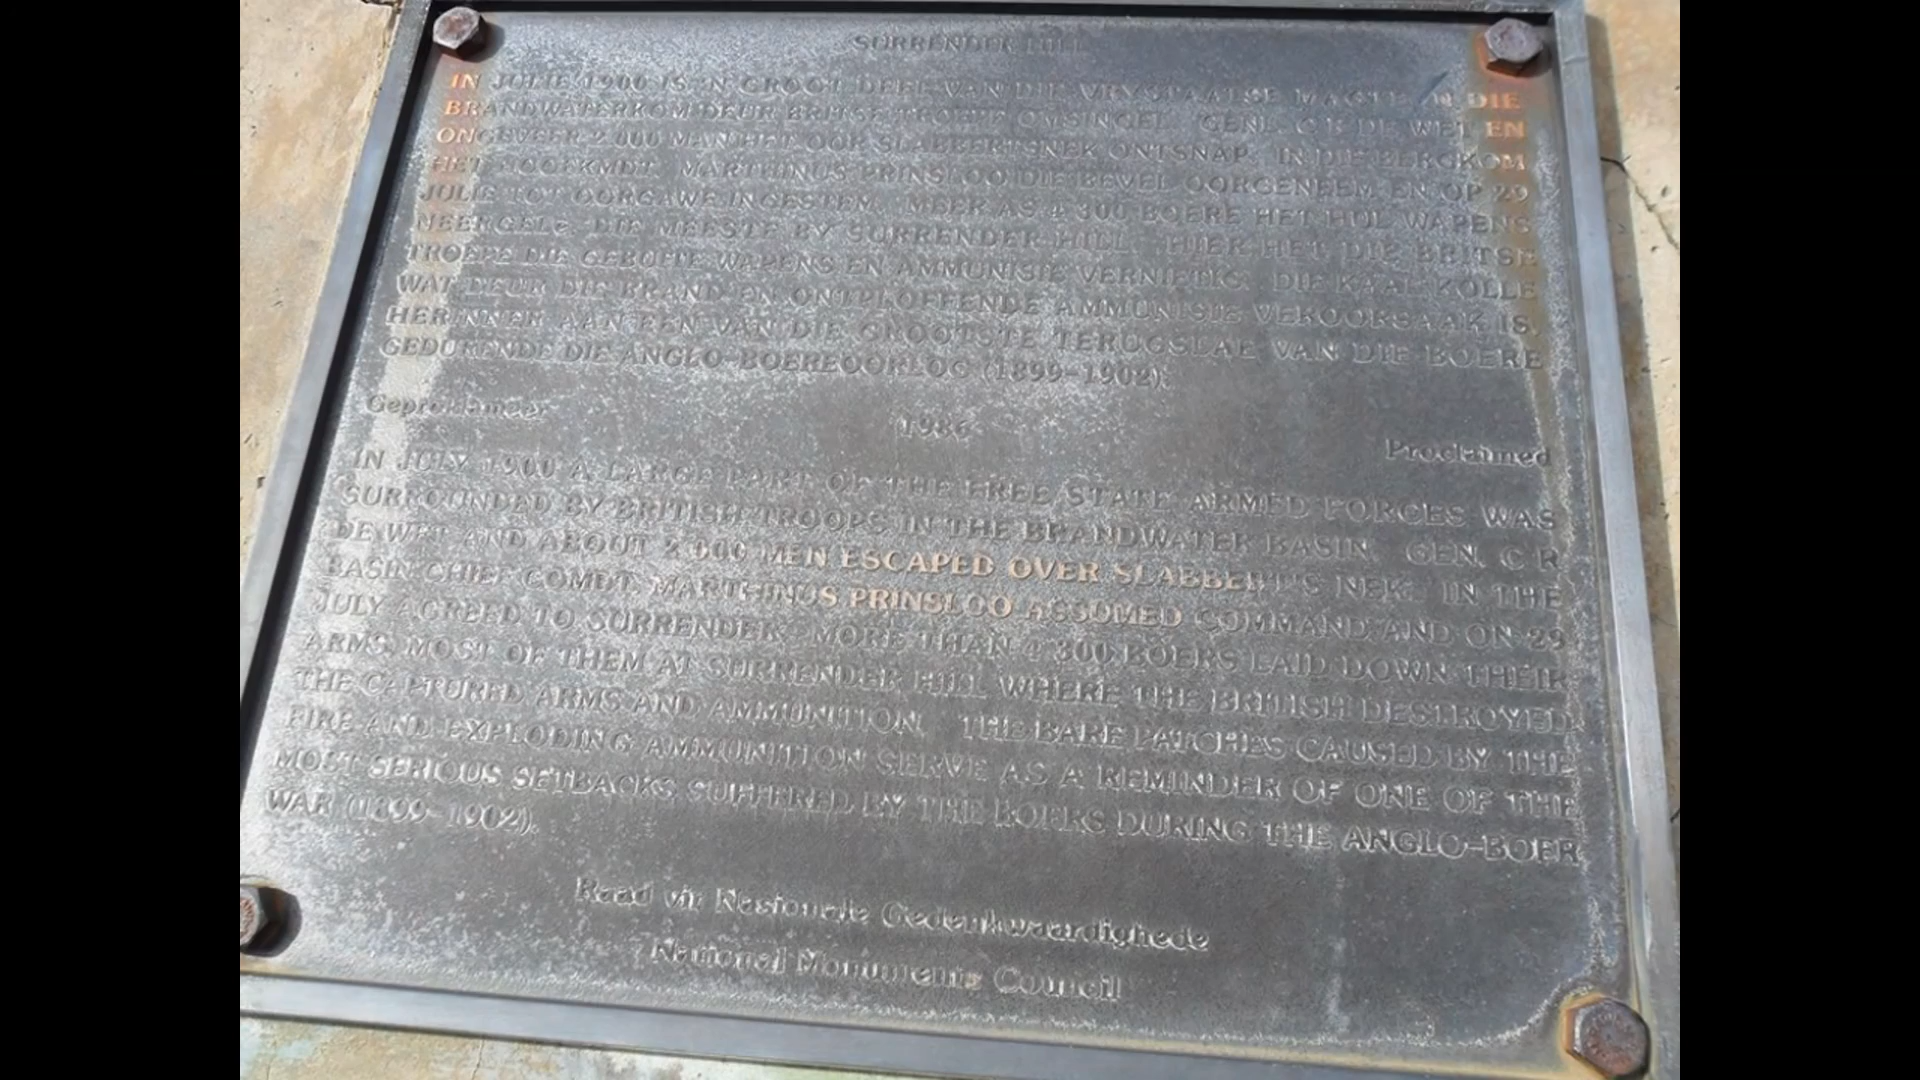 SURRENDER HILL
IN JULIE 1900 IS 'N GROOT DEEL VAN DIE VRYSTAATSE MAGTE IN DIE
BRANDWATERKOM DEUR BRITSE TROEPE OMSINGEL. GENL. C R DE WET EN
ONGEVEER 2 000 MAN HET OOR SLABBERTSNEK ONTSNAP. IN DIE BERGKOM
HET HOOFKMDT. MARTHINUS PRINSLOO DIE BEVEL OORGENEEM EN OP 29
JULIE TOT OORGAWE INGESTEM. MEER AS 4 300 BOERE HET HUL WAPENS
NEERGELÊ, DIE MEESTE BY SURRENDER HILL. HIER HET DIE BRITSE
TROEPE DIE GEBUITE WAPENS EN AMMUNISIE VERNIETIG. DIE KAAL KOLLE
WAT DEUR DIE BRAND EN ONTPLOFFENDE AMMUNISIE VEROORSAAK IS,
HERINNER AAN EEN VAN DIE GROOTSTE TERUGSLAE VAN DIE BOERE
GEDURENDE DIE ANGLO-BOEREOORLOG (1899-1902).
Geproklameer 1986 Proclaimed
IN JULY 1900 A LARGE PART OF THE FREE STATE ARMED FORCES WAS
SURROUNDED BY BRITISH TROOPS IN THE BRANDWATER BASIN. GEN. C R
DE WET AND ABOUT 2 000 MEN ESCAPED OVER SLABBERT'S NEK. IN THE
BASIN CHIEF COMDT. MARTHINUS PRINSLOO ASSUMED COMMAND AND ON 29
JULY AGREED TO SURRENDER. MORE THAN 4 300 BOERS LAID DOWN THEIR
ARMS, MOST OF THEM AT SURRENDER HILL WHERE THE BRITISH DESTROYED
THE CAPTURED ARMS AND AMMUNITION. THE BARE PATCHES CAUSED BY THE
FIRE AND EXPLODING AMMUNITION SERVE AS A REMINDER OF ONE OF THE
MOST SERIOUS SETBACKS SUFFERED BY THE BOERS DURING THE ANGLO-BOER
WAR (1899-1902).
Raad vir Nasionale Gedenkwaardighede
National Monuments Council